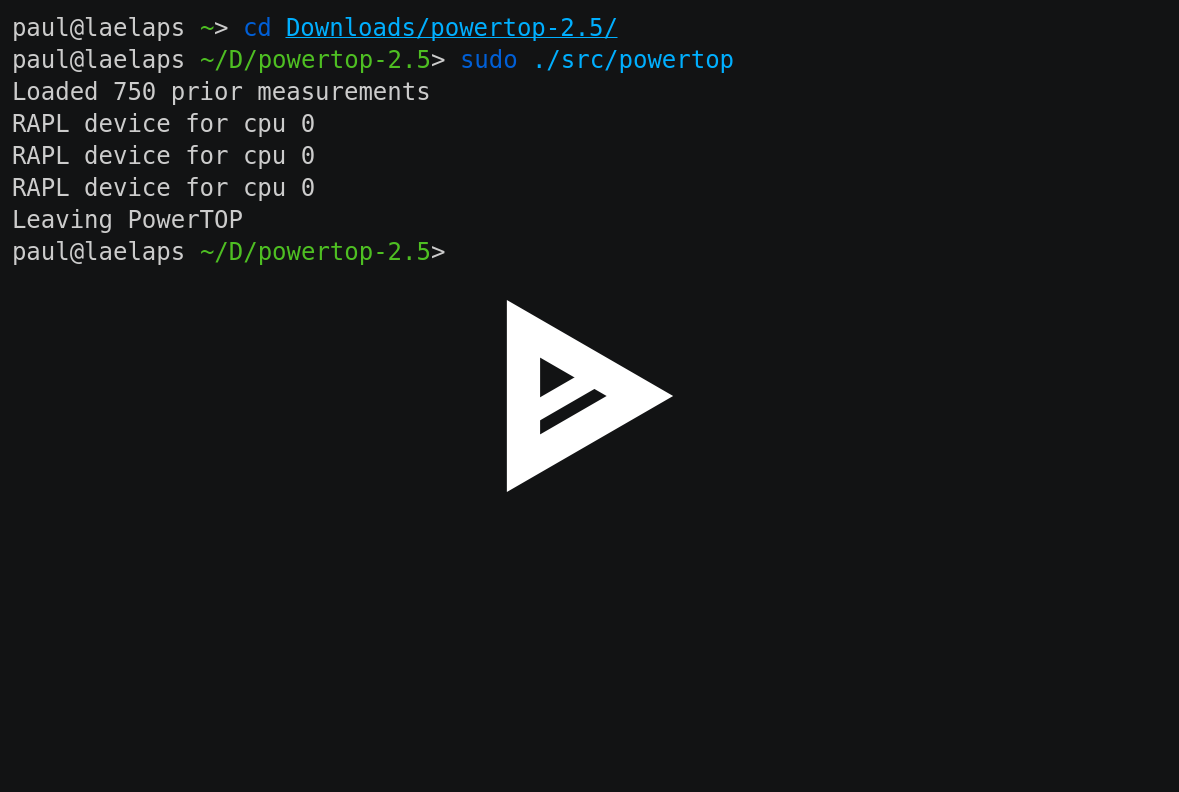 paul@laelaps ~> cd Downloads/powertop-2.5/
paul@laelaps ~/D/powertop-2.5> sudo ./src/powertop
Loaded 750 prior measurements
RAPL device for cpu 0
RAPL device for cpu 0
RAPL device for cpu 0
Leaving PowerTOP
paul@laelaps ~/D/powertop-2.5>